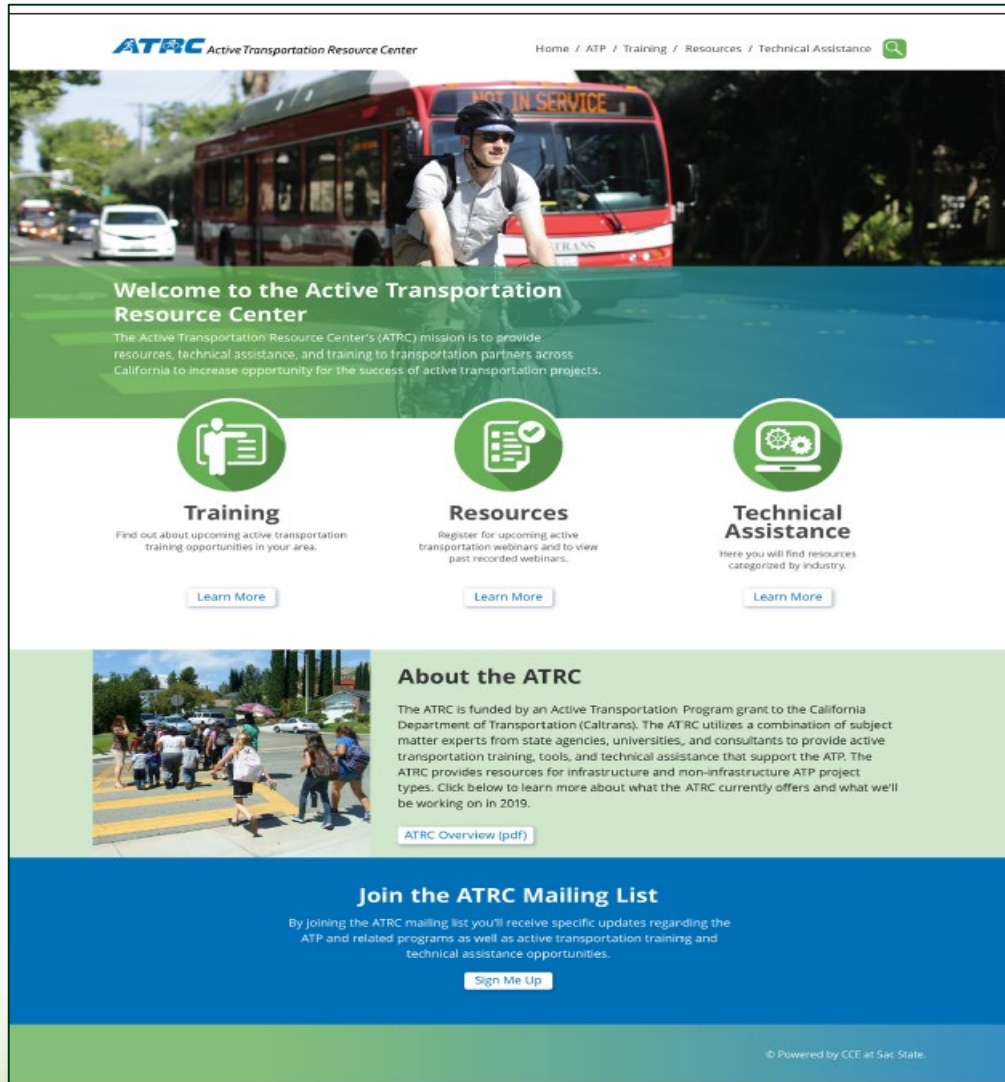 ATRC Active Transportation Resource Center
Home / ATP / Training / Resources / Technical Assistance
NOT IN SERVICE
TRANS
Welcome to the Active Transportation
Resource Center
The Active Transportation Resource Center's (ATRC) mission is to provide
resources, technical assistance, and training to transportation partners across
California to increase opportunity for the success of active transportation projects.
Training
Find out about upcoming active transportation
training opportunities in your area.
Learn More
Resources
Register for upcoming active
transportation webinars and to view
past recorded webinars.
Learn More
Technical
Assistance
Here you will find resources
categorized by industry.
Learn More
About the ATRC
The ATRC is funded by an Active Transportation Program grant to the California
Department of Transportation (Caltrans). The ATRC utilizes a combination of subject
matter experts from state agencies, universities, and consultants to provide active
transportation training, tools, and technical assistance that support the ATP. The
ATRC provides resources for infrastructure and non-infrastructure ATP project
types. Click below to learn more about what the ATRC currently offers and what we'll
be working on in 2019.
ATRC Overview (pdf)
Join the ATRC Mailing List
By joining the ATRC mailing list you'll receive specific updates regarding the
ATP and related programs as well as active transportation training and
technical assistance opportunities.
Sign Me Up
© Powered by CCE at Sac State.